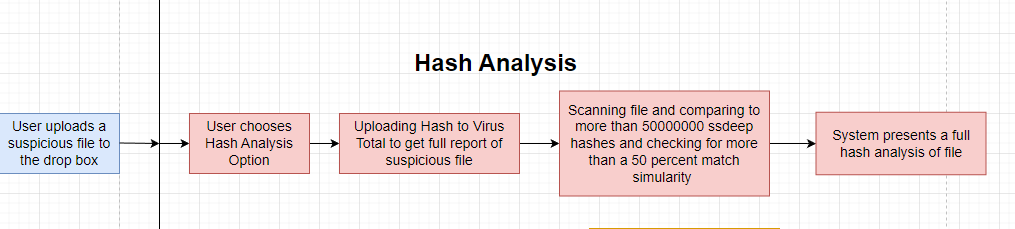 Hash Analysis
User uploads a
suspicious file to
the drop box
User chooses
Hash Analysis
Option
Uploading Hash to Virus
Total to get full report of
suspicious file
Scanning file and comparing to
more than 50000000 ssdeep
hashes and checking for more
than a 50 percent match
simularity
System presents a full
hash analysis of file